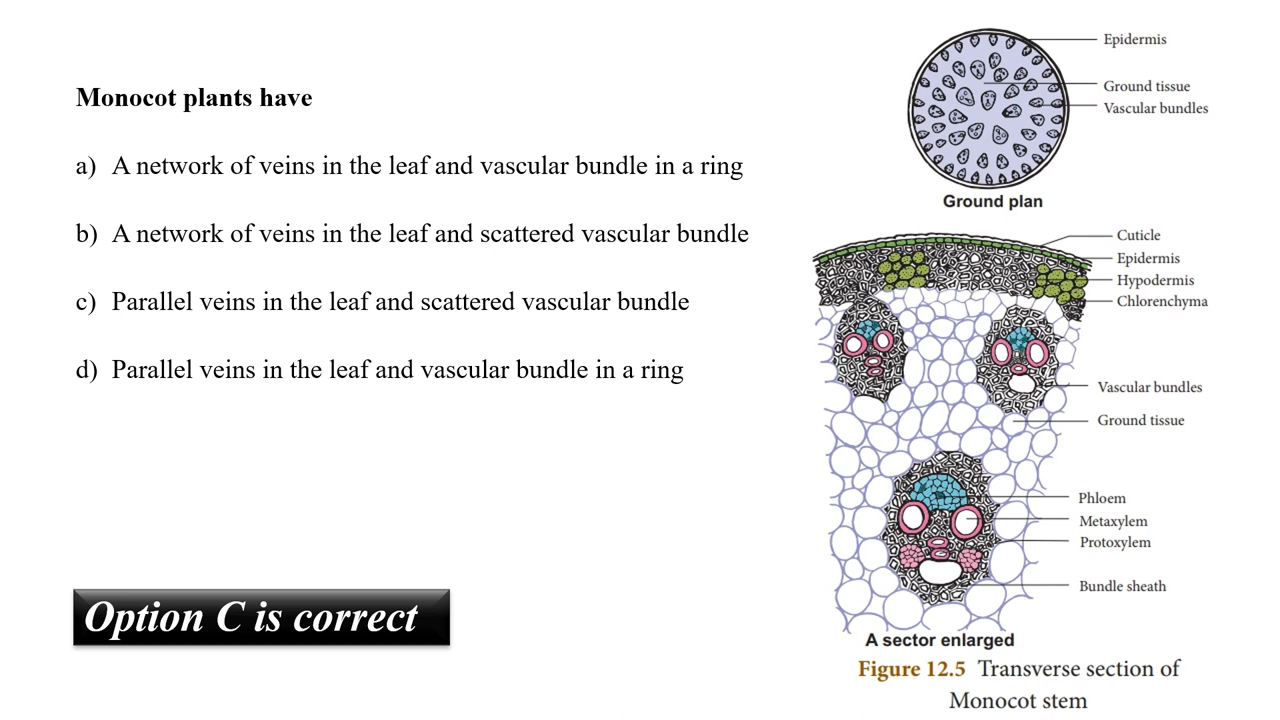 Monocot plants have
a) A network of veins in the leaf and vascular bundle in a ring
b) A network of veins in the leaf and scattered vascular bundle
c) Parallel veins in the leaf and scattered vascular bundle
d) Parallel veins in the leaf and vascular bundle in a ring
Option C is correct
Epidermis
Ground tissue
Vascular bundles
Ground plan
Cuticle
Epidermis
Hypodermis
Chlorenchyma
Vascular bundles
Ground tissue
Phloem
Metaxylem
Protoxylem
Bundle sheath
A sector enlarged
Figure 12.5 Transverse section of
Monocot stem